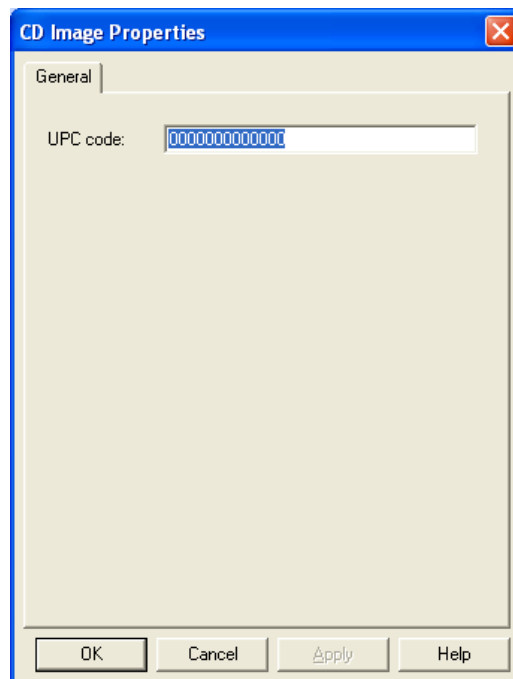 CD Image Properties
General
UPC code: 0000000000000
OK Cancel Apply Help